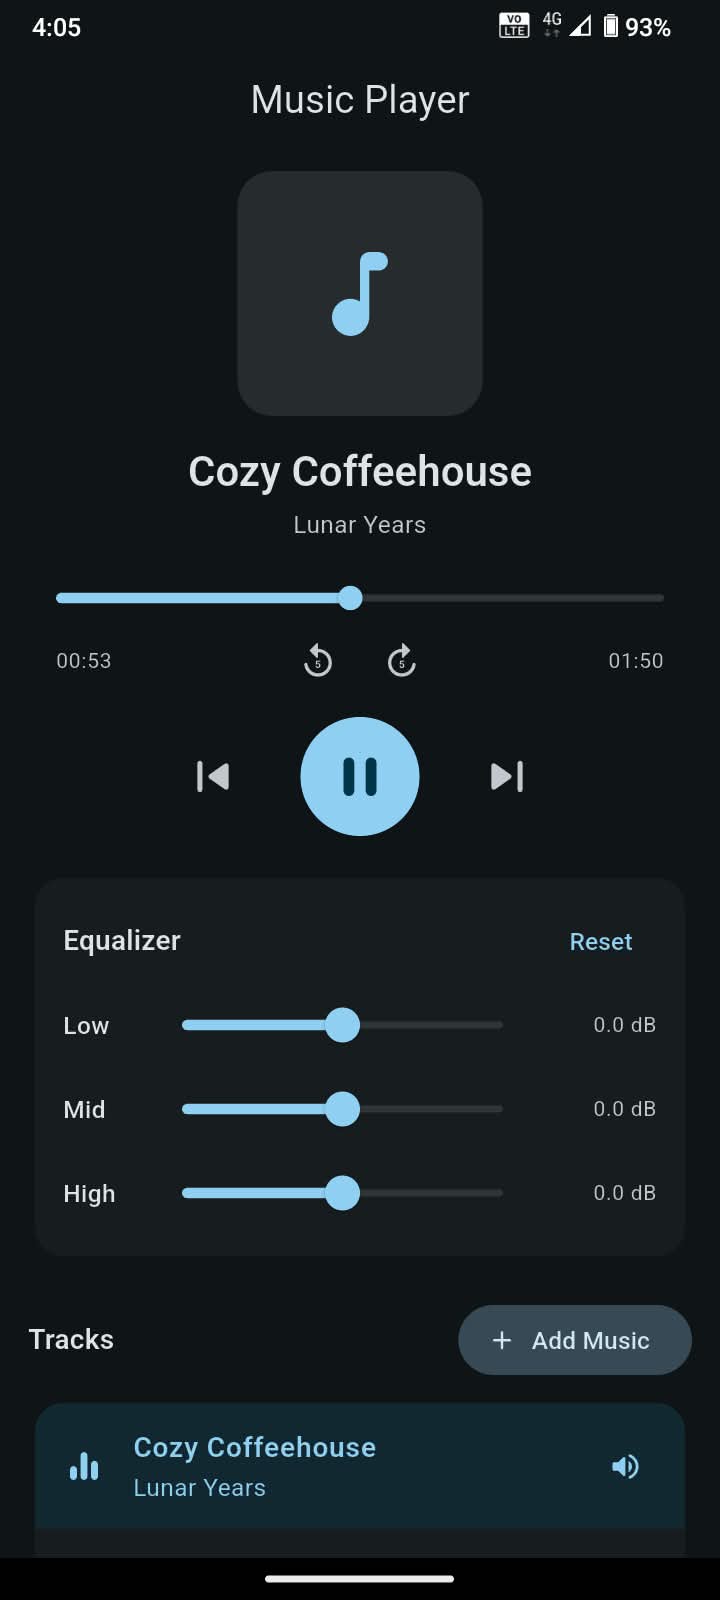 4:05
VO LTE 4G 93%
Music Player
Cozy Coffeehouse
Lunar Years
00:53 5 5 01:50
Equalizer Reset
Low 0.0 dB
Mid 0.0 dB
High 0.0 dB
Tracks + Add Music
Cozy Coffeehouse
Lunar Years